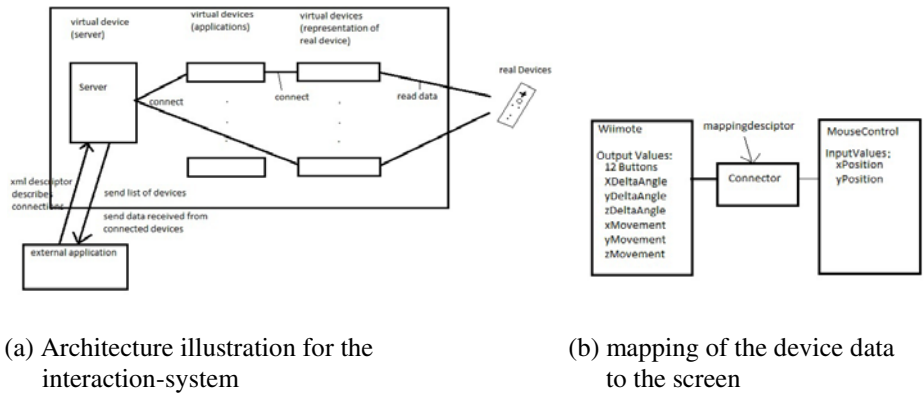 virtual device
(server)
virtual devices
(applications)
virtual devices
(representation of
real device)
real Devices
Server
connect
connect
read data
xml descriptor
describes
connections
send list of devices
send data received from
connected devices
external application
(a) Architecture illustration for the
interaction-system
mappingdesciptor
Wiimote
Output Values:
12 Buttons
XDeltaAngle
yDeltaAngle
zDeltaAngle
xMovement
yMovement
zMovement
Connector
MouseControl
InputValues;
xPosition
yPosition
(b) mapping of the device data
to the screen